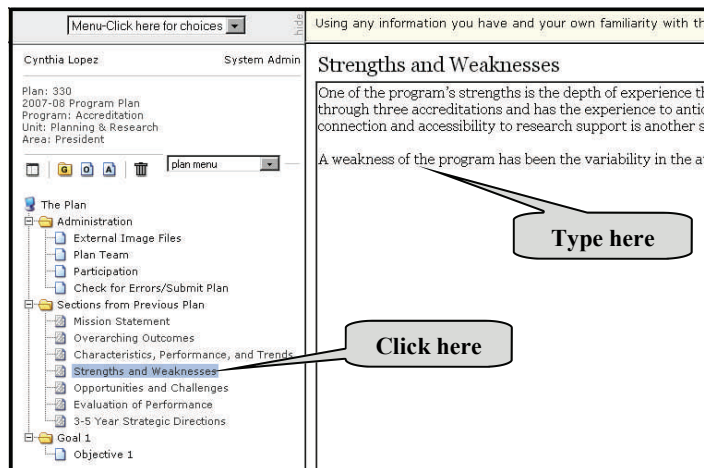 Menu-Click here for choices
hide
Using any information you have and your own familiarity with
Cynthia Lopez System Admin
Plan: 330
2007-08 Program Plan
Program: Accreditation
Unit: Planning & Research
Area: President
G O A plan menu
The Plan
Administration
External Image Files
Plan Team
Participation
Check for Errors/Submit Plan
Sections from Previous Plan
Mission Statement
Overarching Outcomes
Characteristics, Performance, and Trends
Strengths and Weaknesses
Opportunities and Challenges
Evaluation of Performance
3-5 Year Strategic Directions
Goal 1
Objective 1
Strengths and Weaknesses
One of the program's strengths is the depth of experience
through three accreditations and has the experience to
connection and accessibility to research support is another
A weakness of the program has been the variability in the
Type here
Click here